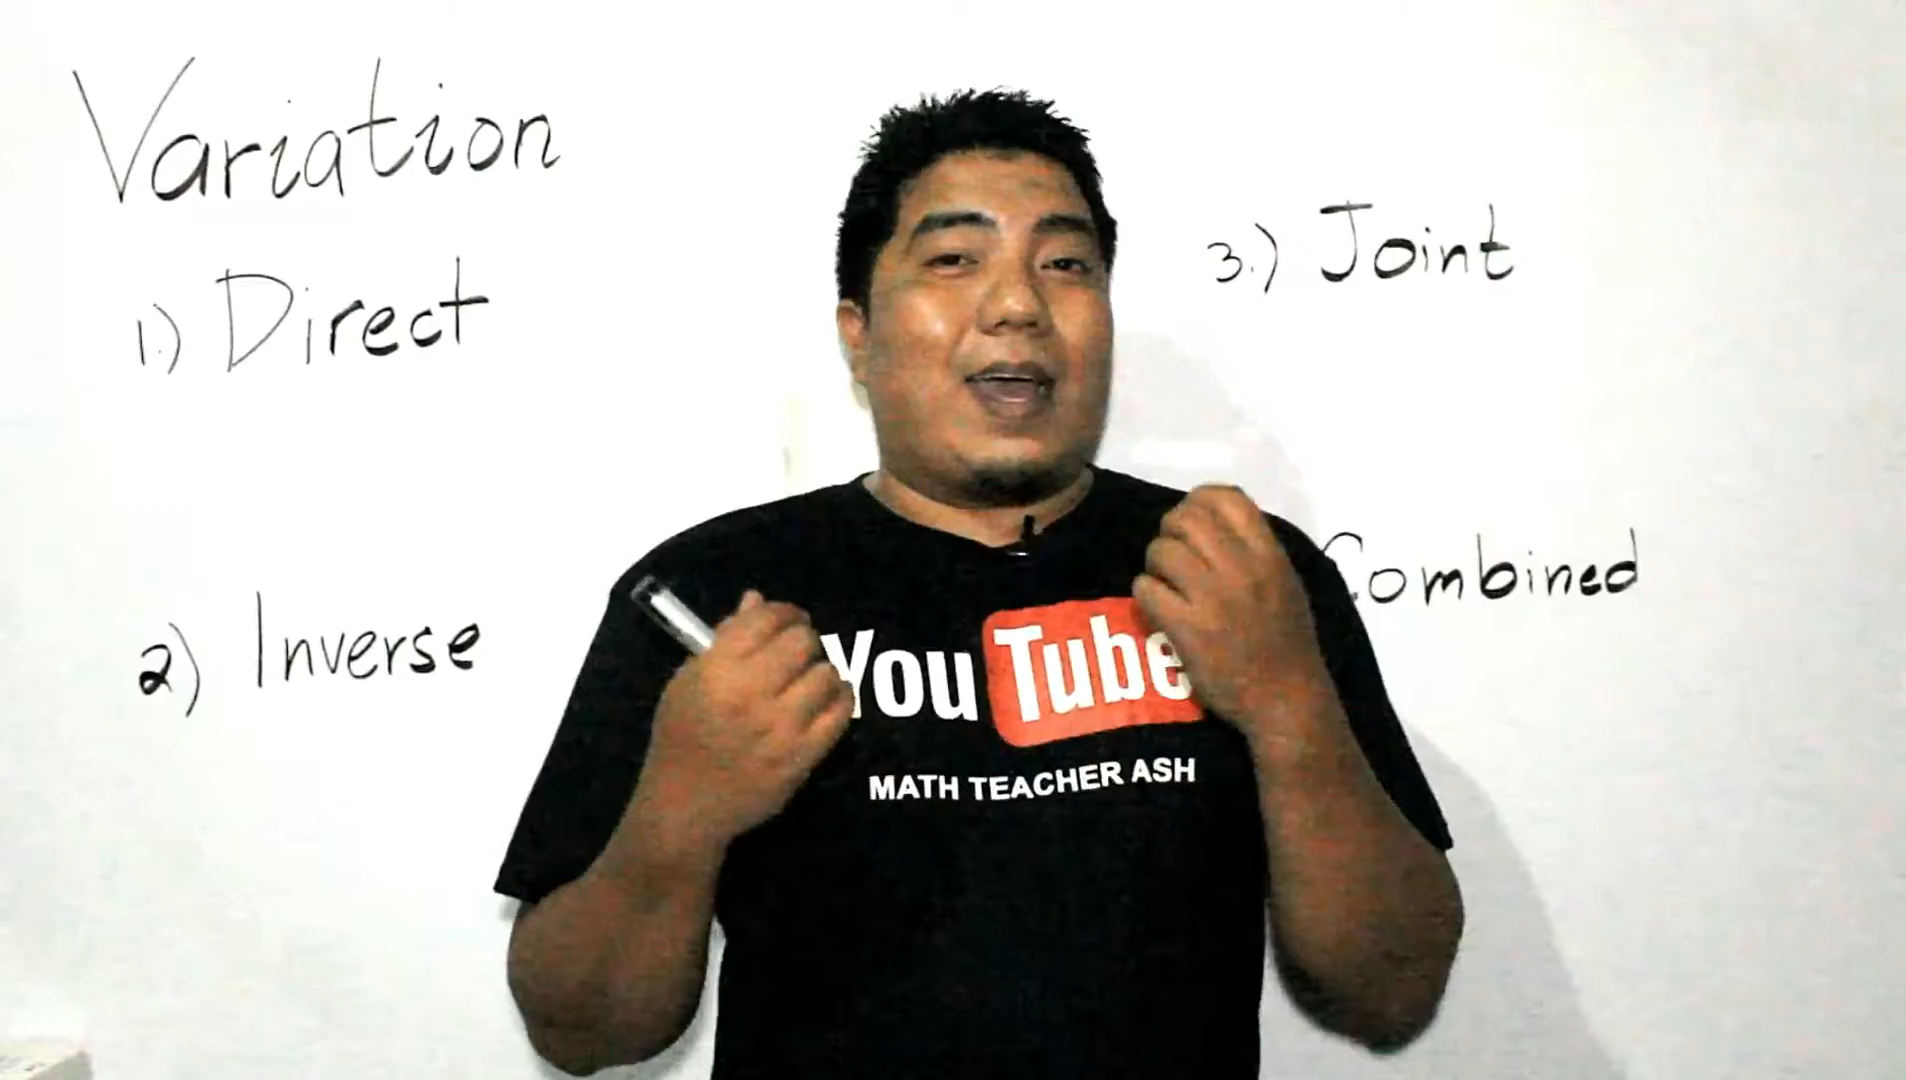 Variation
1.) Direct
2) Inverse
3.) Joint
Combined
YouTube
MATH TEACHER ASH